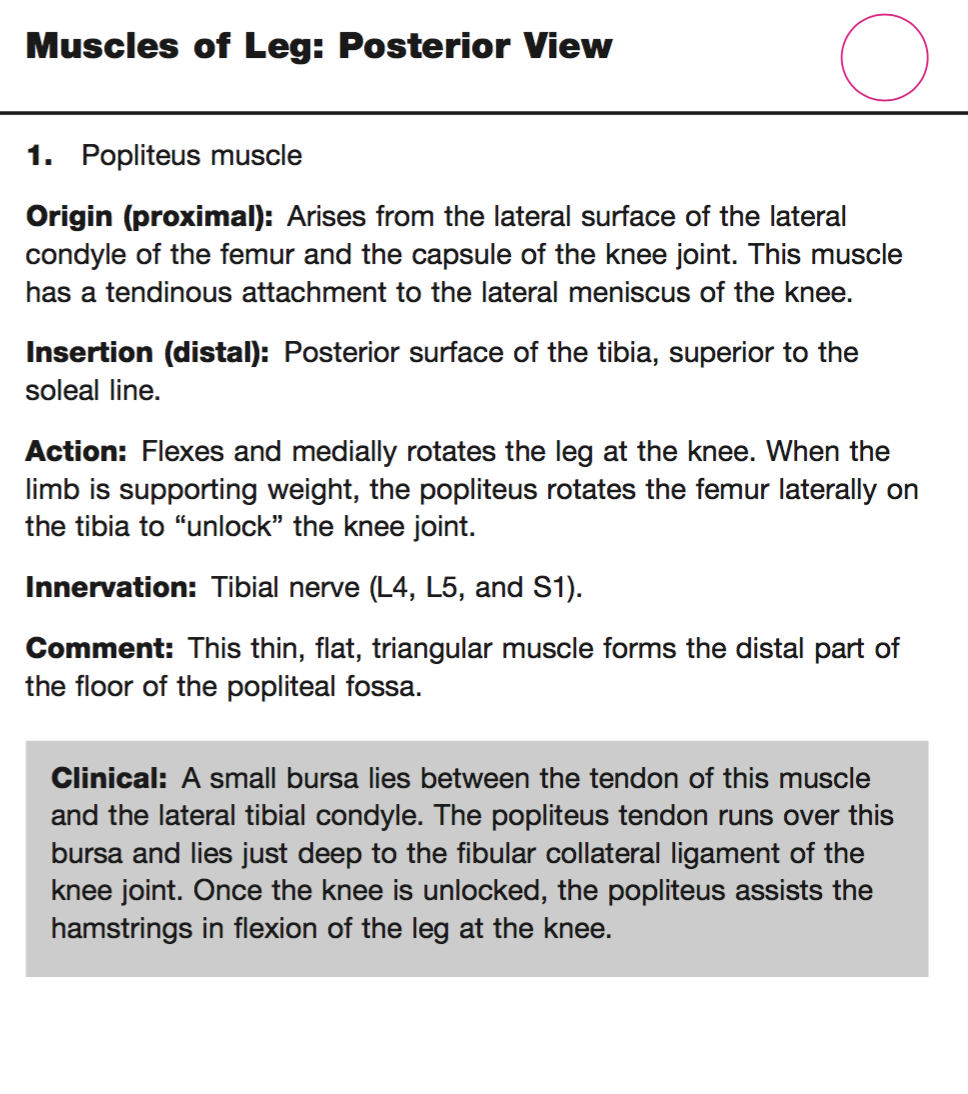 Muscles of Leg: Posterior View
1. Popliteus muscle
Origin (proximal): Arises from the lateral surface of the lateral
condyle of the femur and the capsule of the knee joint. This muscle
has a tendinous attachment to the lateral meniscus of the knee.
Insertion (distal): Posterior surface of the tibia, superior to the
soleal line.
Action: Flexes and medially rotates the leg at the knee. When the
limb is supporting weight, the popliteus rotates the femur laterally on
the tibia to “unlock” the knee joint.
Innervation: Tibial nerve (L4, L5, and S1).
Comment: This thin, flat, triangular muscle forms the distal part of
the floor of the popliteal fossa.
Clinical: A small bursa lies between the tendon of this muscle
and the lateral tibial condyle. The popliteus tendon runs over this
bursa and lies just deep to the fibular collateral ligament of the
knee joint. Once the knee is unlocked, the popliteus assists the
hamstrings in flexion of the leg at the knee.